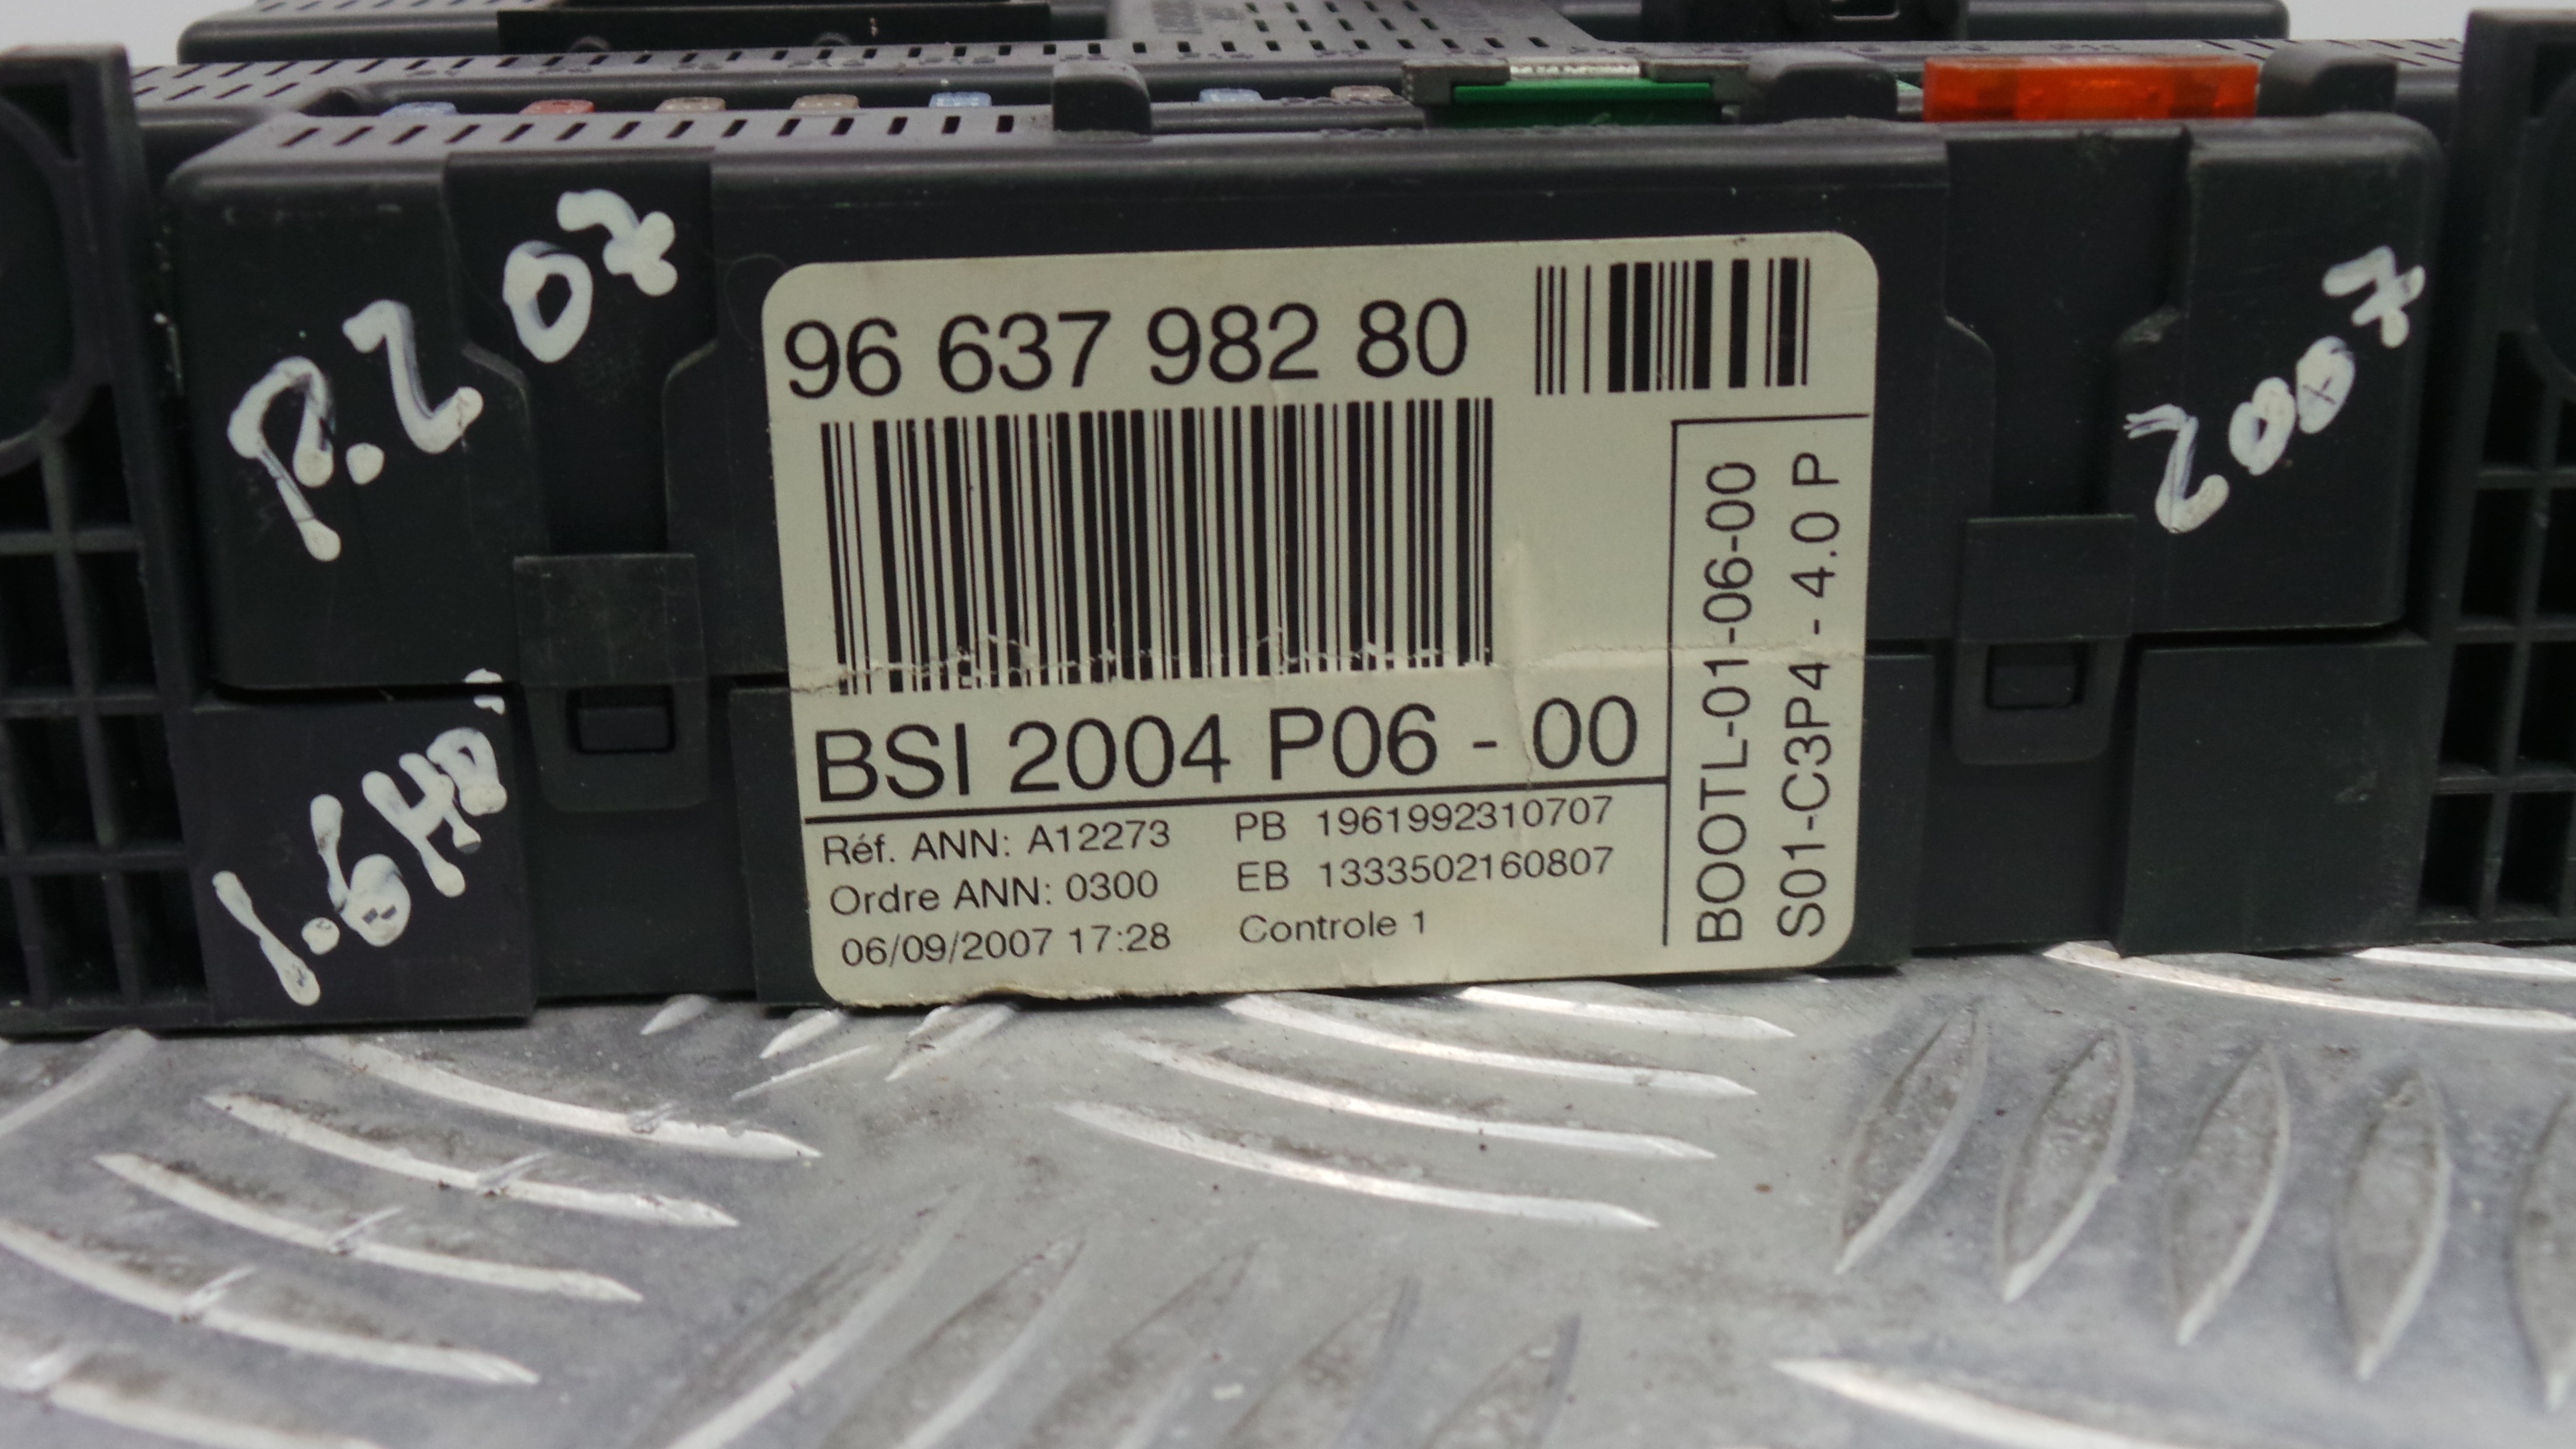 P.207
2007
1.6HDi
96 637 982 80
BSI 2004 P06 - 00
Réf. ANN: A12273 PB 1961992310707
Ordre ANN: 0300 EB 1333502160807
06/09/2007 17:28 Controle 1
BOOTL-01-06-00
S01-C3P4 - 4.0 P